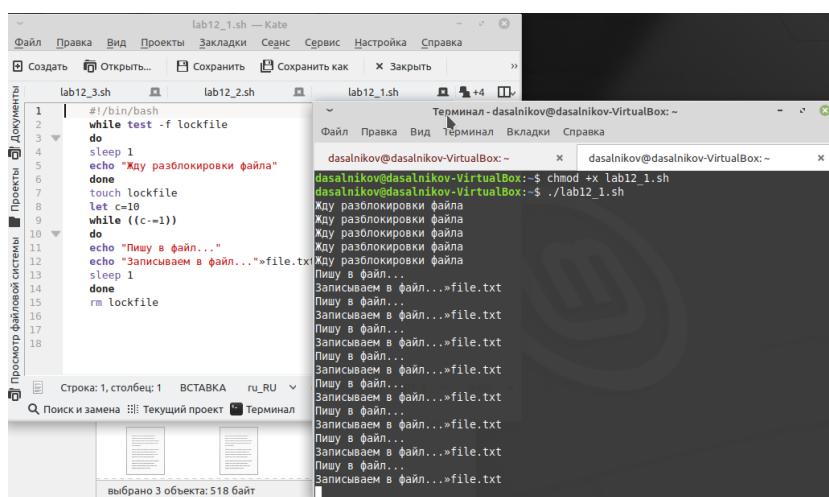 lab12_1.sh — Kate
Файл Правка Вид Проекты Закладки Сеанс Сервис Настройка Справка
Создать Открыть... Сохранить Сохранить как Закрыть »
lab12_3.sh lab12_2.sh lab12_1.sh +4
Документы
Проекты
Просмотр файловой системы
1 #!/bin/bash
2 while test -f lockfile
3 do
4 sleep 1
5 echo "Жду разблокировки файла"
6 done
7 touch lockfile
8 let c=10
9 while ((c-=1))
10 do
11 echo "Пишу в файл..."
12 echo "Записываем в файл..."»file.txt
13 sleep 1
14 done
15 rm lockfile
16
17
18
Строка: 1, столбец: 1 ВСТАВКА ru_RU
Поиск и замена Текущий проект Терминал
выбрано 3 объекта: 518 байт
Терминал - dasalnikov@dasalnikov-VirtualBox: ~
Файл Правка Вид Терминал Вкладки Справка
dasalnikov@dasalnikov-VirtualBox: ~ dasalnikov@dasalnikov-VirtualBox: ~
dasalnikov@dasalnikov-VirtualBox:~$ chmod +x lab12_1.sh
dasalnikov@dasalnikov-VirtualBox:~$ ./lab12_1.sh
Жду разблокировки файла
Жду разблокировки файла
Жду разблокировки файла
Жду разблокировки файла
Жду разблокировки файла
Пишу в файл...
Записываем в файл...»file.txt
Пишу в файл...
Записываем в файл...»file.txt
Пишу в файл...
Записываем в файл...»file.txt
Пишу в файл...
Записываем в файл...»file.txt
Пишу в файл...
Записываем в файл...»file.txt
Пишу в файл...
Записываем в файл...»file.txt
Пишу в файл...
Записываем в файл...»file.txt
Пишу в файл...
Записываем в файл...»file.txt